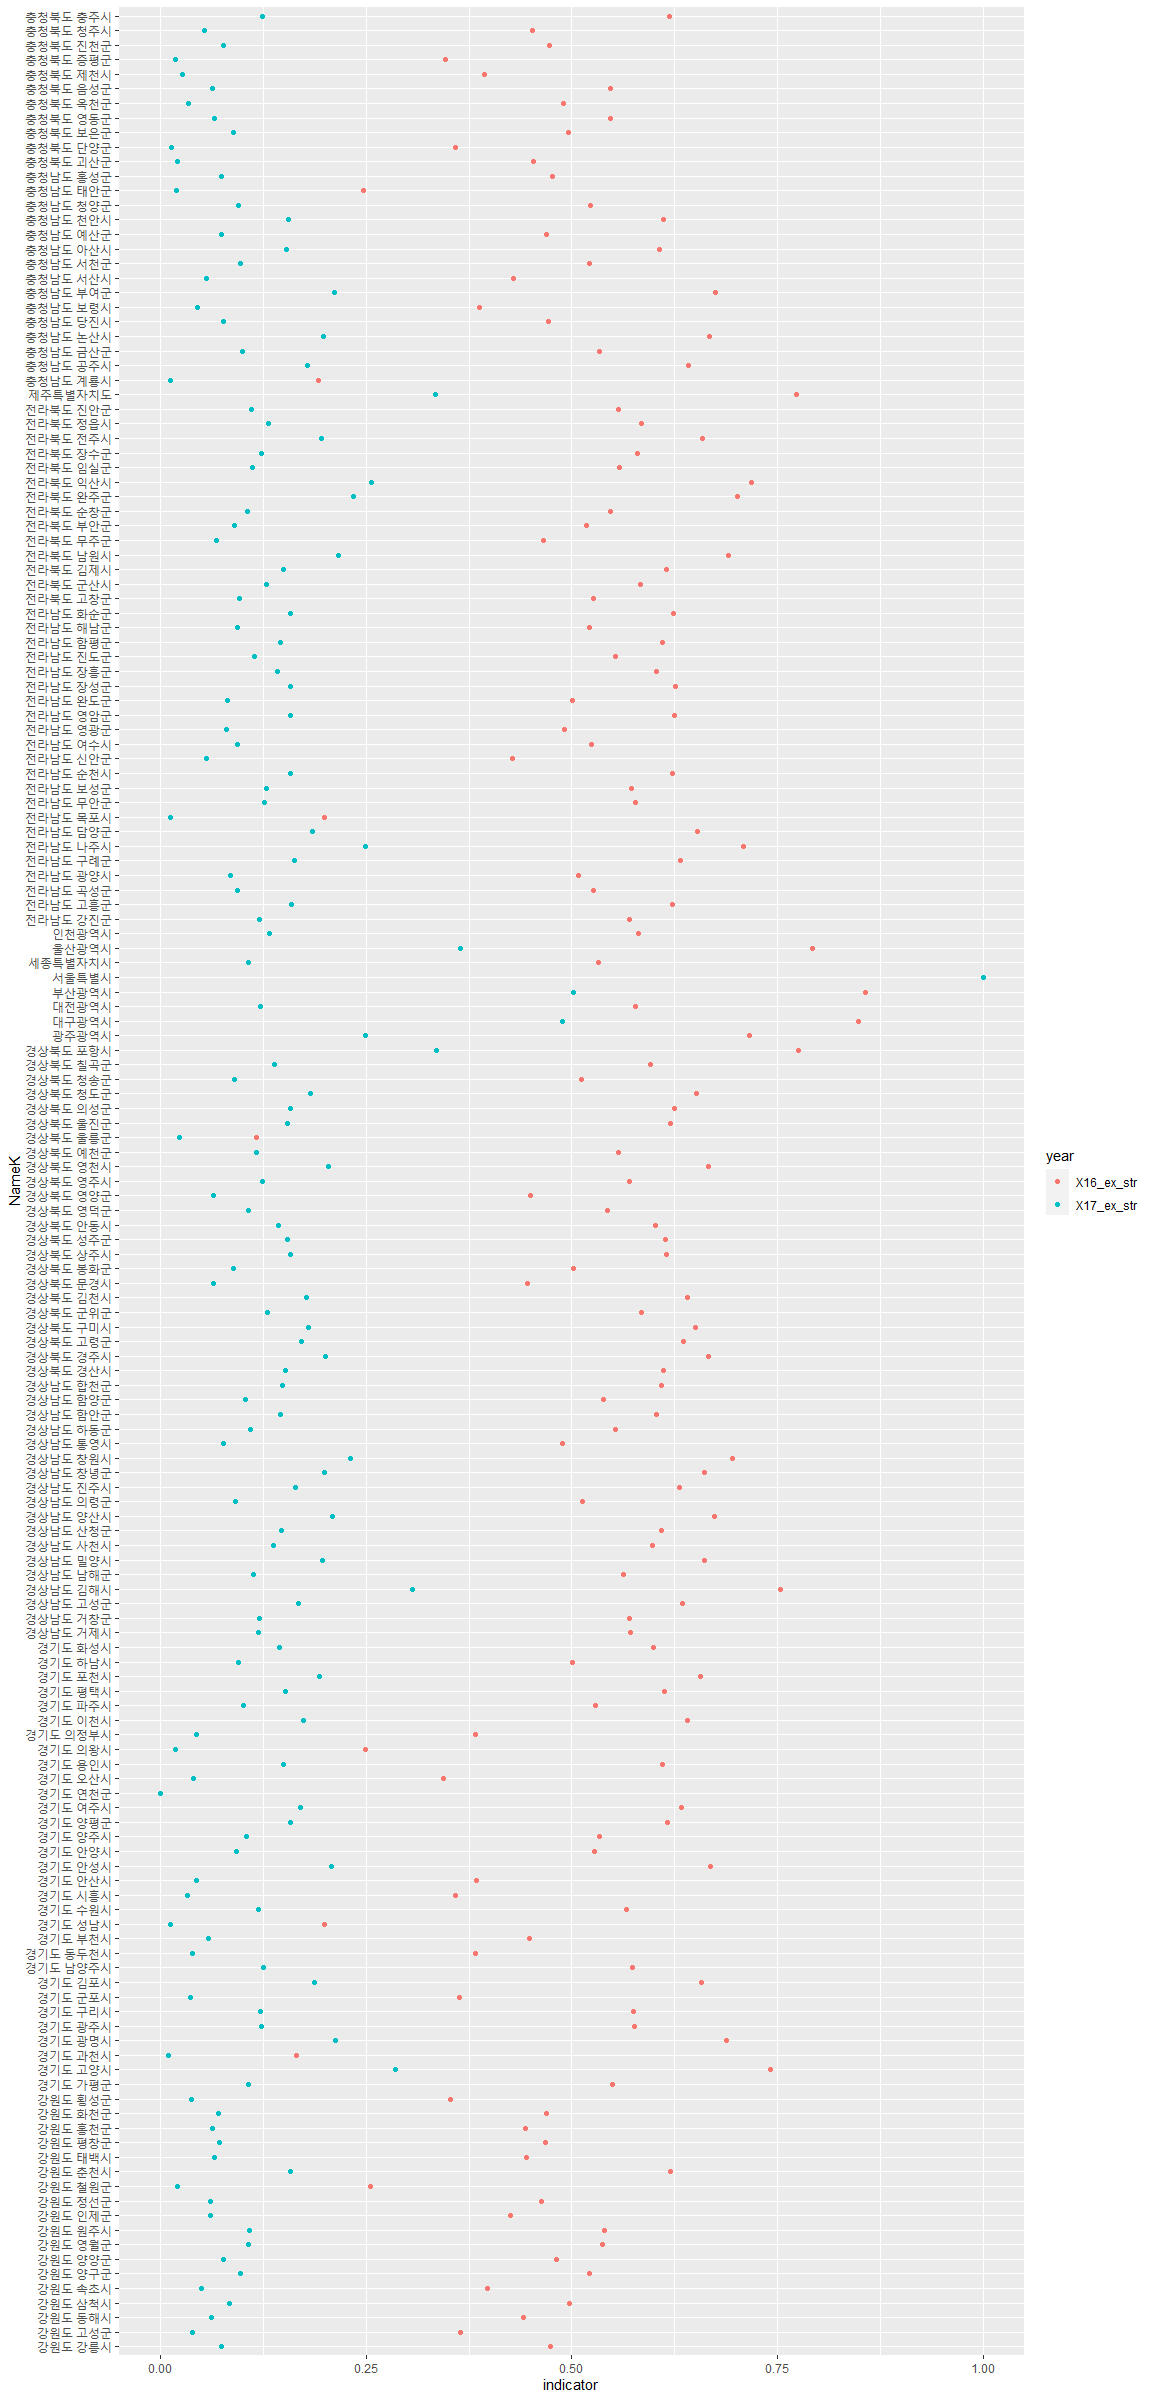 충청북도 충주시
충청북도 청주시
충청북도 진천군
충청북도 증평군
충청북도 제천시
충청북도 음성군
충청북도 옥천군
충청북도 영동군
충청북도 보은군
충청북도 단양군
충청북도 괴산군
충청남도 홍성군
충청남도 태안군
충청남도 청양군
충청남도 천안시
충청남도 예산군
충청남도 아산시
충청남도 서천군
충청남도 서산시
충청남도 부여군
충청남도 보령시
충청남도 당진시
충청남도 논산시
충청남도 금산군
충청남도 공주시
충청남도 계룡시
제주특별자치도
전라북도 진안군
전라북도 정읍시
전라북도 전주시
전라북도 장수군
전라북도 임실군
전라북도 익산시
전라북도 완주군
전라북도 순창군
전라북도 부안군
전라북도 무주군
전라북도 남원시
전라북도 김제시
전라북도 군산시
전라북도 고창군
전라남도 화순군
전라남도 해남군
전라남도 함평군
전라남도 진도군
전라남도 장흥군
전라남도 장성군
전라남도 완도군
전라남도 영암군
전라남도 영광군
전라남도 여수시
전라남도 신안군
전라남도 순천시
전라남도 보성군
전라남도 무안군
전라남도 목포시
전라남도 담양군
전라남도 나주시
전라남도 구례군
전라남도 광양시
전라남도 곡성군
전라남도 고흥군
전라남도 강진군
인천광역시
울산광역시
세종특별자치시
서울특별시
부산광역시
대전광역시
대구광역시
광주광역시
경상북도 포항시
경상북도 칠곡군
경상북도 청송군
경상북도 청도군
경상북도 의성군
경상북도 울진군
경상북도 울릉군
경상북도 예천군
경상북도 영천시
경상북도 영주시
경상북도 영양군
경상북도 영덕군
경상북도 안동시
경상북도 성주군
경상북도 상주시
경상북도 봉화군
경상북도 문경시
경상북도 김천시
경상북도 군위군
경상북도 구미시
경상북도 고령군
경상북도 경주시
경상북도 경산시
경상남도 합천군
경상남도 함양군
경상남도 함안군
경상남도 하동군
경상남도 통영시
경상남도 창원시
경상남도 창녕군
경상남도 진주시
경상남도 의령군
경상남도 양산시
경상남도 산청군
경상남도 사천시
경상남도 밀양시
경상남도 남해군
경상남도 김해시
경상남도 고성군
경상남도 거창군
경상남도 거제시
경기도 화성시
경기도 하남시
경기도 포천시
경기도 평택시
경기도 파주시
경기도 이천시
경기도 의정부시
경기도 의왕시
경기도 용인시
경기도 오산시
경기도 연천군
경기도 여주시
경기도 양평군
경기도 양주시
경기도 안양시
경기도 안성시
경기도 안산시
경기도 시흥시
경기도 수원시
경기도 성남시
경기도 부천시
경기도 동두천시
경기도 남양주시
경기도 김포시
경기도 군포시
경기도 구리시
경기도 광주시
경기도 광명시
경기도 과천시
경기도 고양시
경기도 가평군
강원도 횡성군
강원도 화천군
강원도 홍천군
강원도 평창군
강원도 태백시
강원도 춘천시
강원도 철원군
강원도 정선군
강원도 인제군
강원도 원주시
강원도 영월군
강원도 양양군
강원도 양구군
강원도 속초시
강원도 삼척시
강원도 동해시
강원도 고성군
강원도 강릉시
NameK
0.00 0.25 0.50 0.75 1.00
indicator
year
X16_ex_str
X17_ex_str